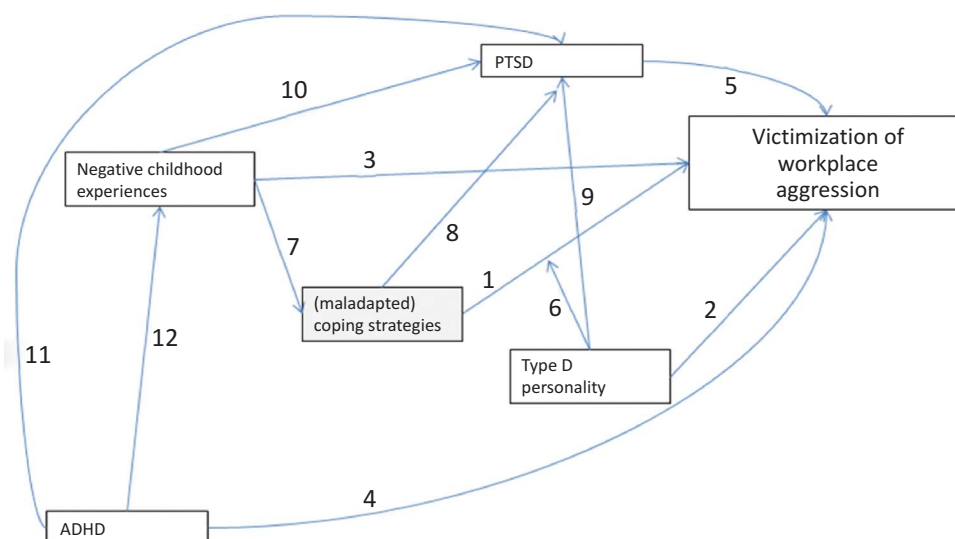 PTSD
10
5
Victimization of
workplace
aggression
3
Negative childhood
experiences
9
7
8
1
(maladapted)
coping strategies
6
2
12
11
Type D
personality
4
ADHD